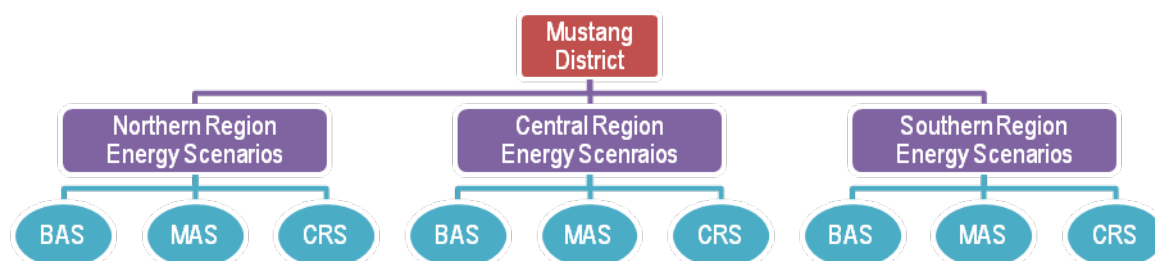 Mustang
District
Northern Region
Energy Scenarios
Central Region
Energy Scenraios
Southern Region
Energy Scenarios
BAS
MAS
CRS
BAS
MAS
CRS
BAS
MAS
CRS